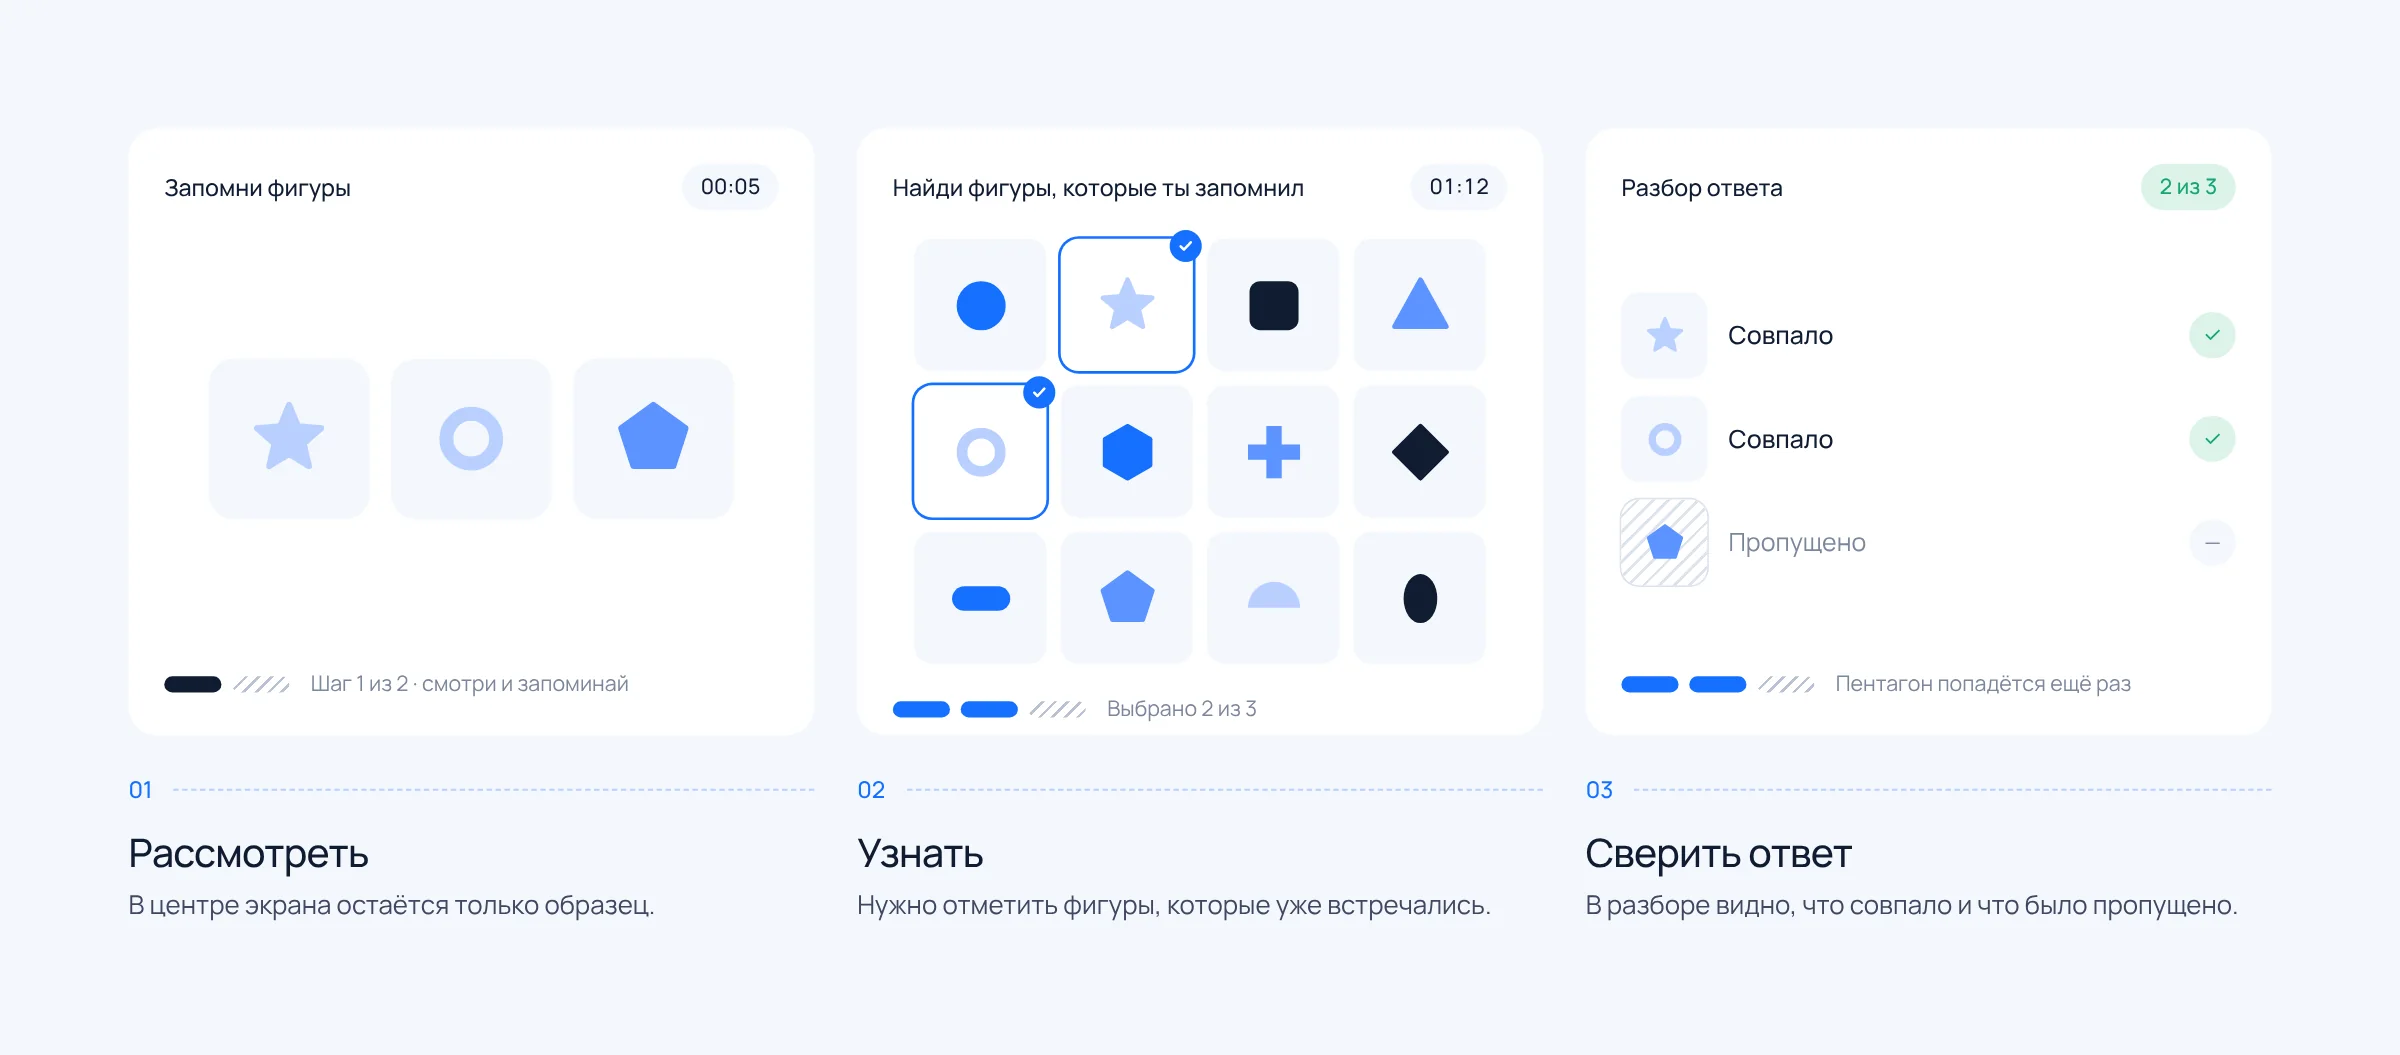 Запомни фигуры
00:05
Шаг 1 из 2 · смотри и запоминай
01
Рассмотреть
В центре экрана остаётся только образец.
Найди фигуры, которые ты запомнил
01:12
Выбрано 2 из 3
02
Узнать
Нужно отметить фигуры, которые уже встречались.
Разбор ответа
2 из 3
Совпало
Совпало
Пропущено
Пентагон попадётся ещё раз
03
Сверить ответ
В разборе видно, что совпало и что было пропущено.